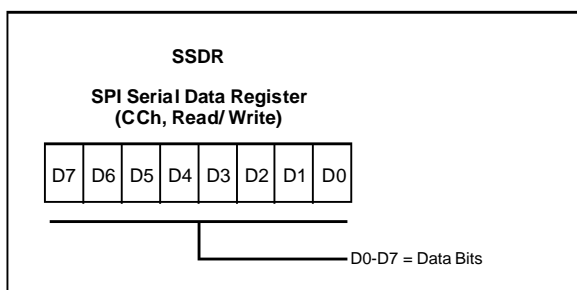 SSDR
SPI Serial Data Register
(CCh, Read/ Write)
D7 D6 D5 D4 D3 D2 D1 D0
D0-D7 = Data Bits